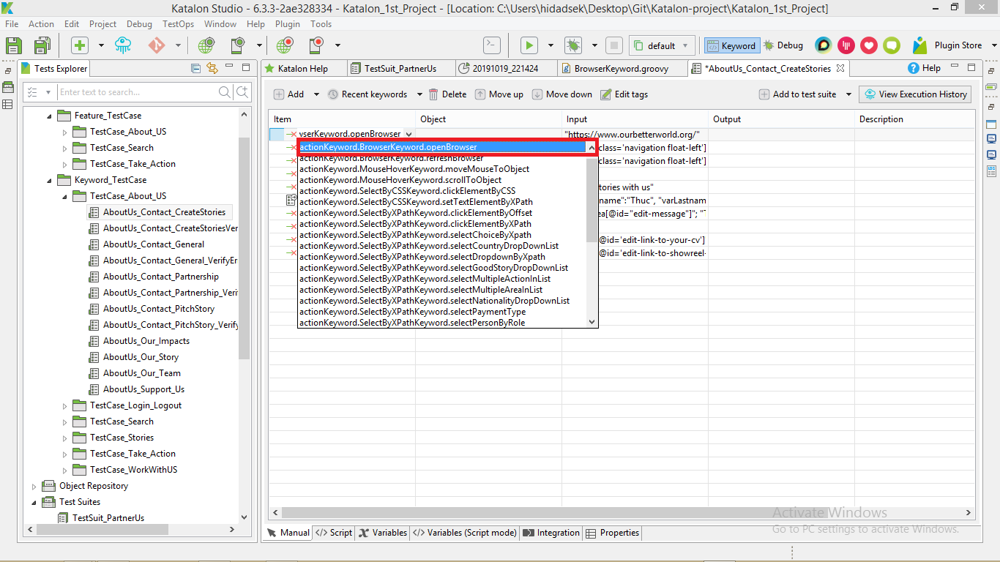 Katalon Studio - 6.3.3-2ae328334 - Katalon_1st_Project - [Location: C:\Users\hidadsek\Desktop\Git\Katalon-project\Katalon_1st_Project]
File Action Edit Project Debug TestOps Window Help Plugin Tools
default
Keyword
Debug
Plugin Store
Tests Explorer
Katalon Help
TestSuit_PartnerUs
20191019_221424
BrowserKeyword.groovy
*AboutUs_Contact_CreateStories
Help
Enter text to search...
Add
Recent keywords
Delete
Move up
Move down
Edit tags
Add to test suite
View Execution History
Item Object Input Output Description
vserKeyword.openBrowser
"https://www.ourbetterworld.org/"
actionKeyword.BrowserKeyword.openBrowser
class='navigation float-left']
actionKeyword.BrowserKeyword.refreshBrowser
class='navigation float-left']
actionKeyword.MouseHoverKeyword.moveMouseToObject
actionKeyword.MouseHoverKeyword.scrollToObject
actionKeyword.SelectByCSSKeyword.clickElementByCSS
tories with us"
actionKeyword.SelectByCSSKeyword.setTextElementByXPath
name":"Thuc", "varLastnam
actionKeyword.SelectByXPathKeyword.clickElementByOffset
ea[@id="edit-message"]"; "T
actionKeyword.SelectByXPathKeyword.clickElementByXPath
actionKeyword.SelectByXPathKeyword.selectChoiceByXpath
@id='edit-link-to-your-cv']
actionKeyword.SelectByXPathKeyword.selectCountryDropDownList
@id='edit-link-to-showreel-
actionKeyword.SelectByXPathKeyword.selectDropdownByXpath
actionKeyword.SelectByXPathKeyword.selectGoodStoryDropDownList
actionKeyword.SelectByXPathKeyword.selectMultipleActionInList
actionKeyword.SelectByXPathKeyword.selectMultipleAreaInList
actionKeyword.SelectByXPathKeyword.selectNationalityDropDownList
actionKeyword.SelectByXPathKeyword.selectPaymentType
actionKeyword.SelectByXPathKeyword.selectPersonByRole
Feature_TestCase
TestCase_About_US
TestCase_Search
TestCase_Take_Action
Keyword_TestCase
TestCase_About_US
AboutUs_Contact_CreateStories
AboutUs_Contact_CreateStoriesVer
AboutUs_Contact_General
AboutUs_Contact_General_VerifyEr
AboutUs_Contact_Partnership
AboutUs_Contact_Partnership_Veri
AboutUs_Contact_PitchStory
AboutUs_Contact_PitchStory_Verify
AboutUs_Our_Impacts
AboutUs_Our_Story
AboutUs_Our_Team
AboutUs_Support_Us
TestCase_Login_Logout
TestCase_Search
TestCase_Stories
TestCase_Take_Action
TestCase_WorkWithUS
Object Repository
Test Suites
TestSuit_PartnerUs
Manual
Script
Variables
Variables (Script mode)
Integration
Properties
Activate Windows
Go to PC settings to activate Windows.